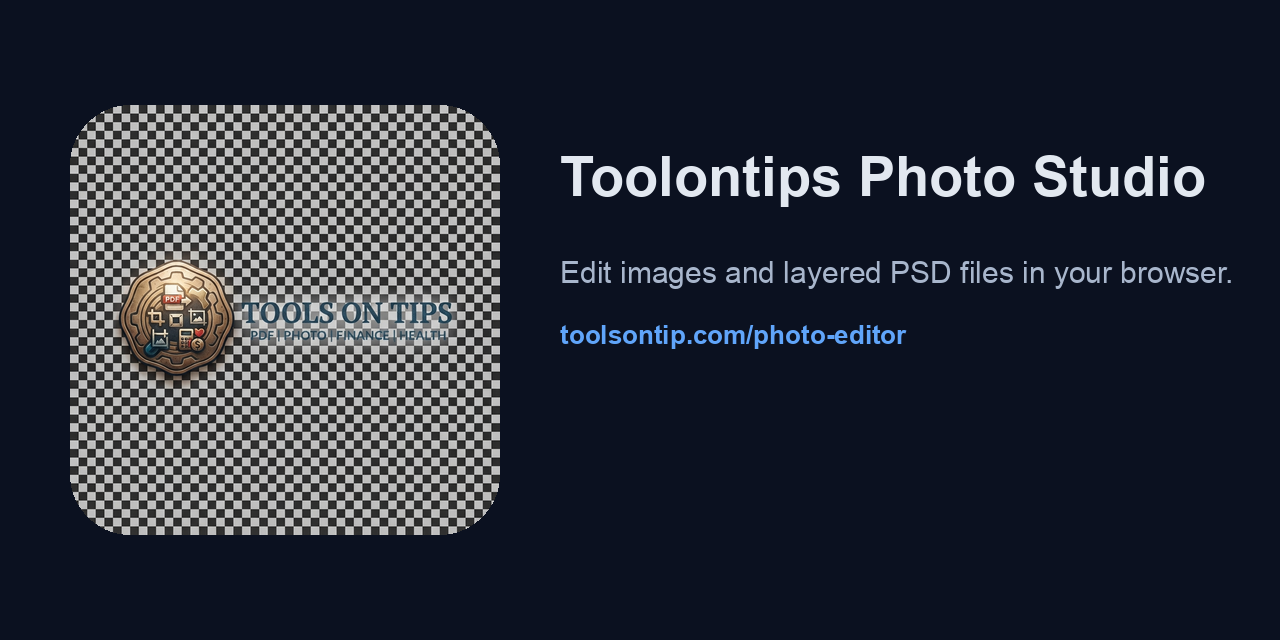 Toolontips Photo Studio
Edit images and layered PSD files in your browser.
toolsontip.com/photo-editor
PDF
TOOLS ON TIPS
PDF | PHOTO | FINANCE | HEALTH
$